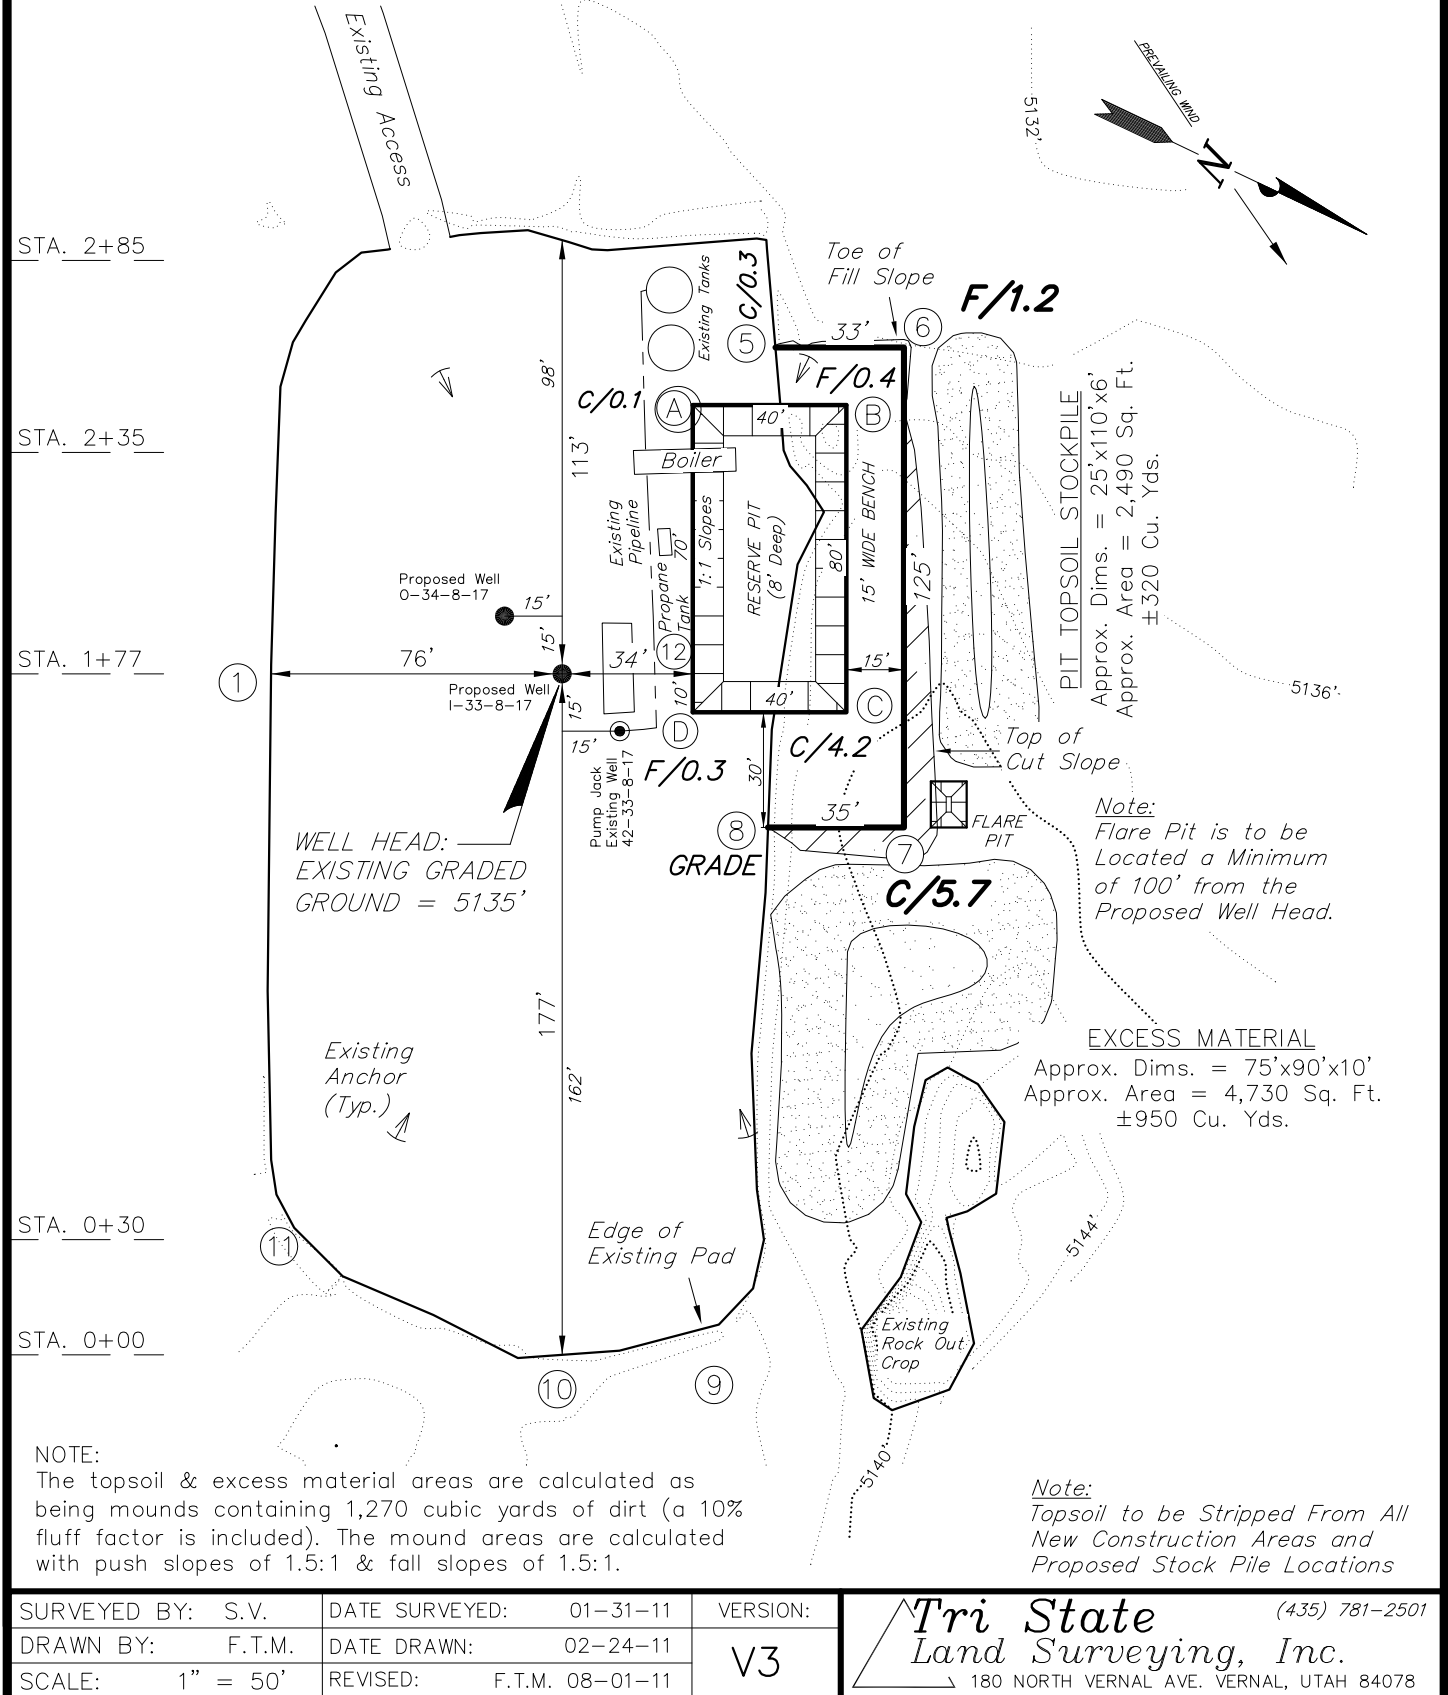 Existing Access
PREVAILING WIND
N
5132'
STA. 2+85
Toe of
Fill Slope
F/1.2
C/0.3
Existing Tanks
5
33'
6
98'
F/0.4
C/0.1
A
40'
B
STA. 2+35
113'
Boiler
PIT TOPSOIL STOCKPILE
Approx. Dims. = 25'x110'x6'
Approx. Area = 2,490 Sq. Ft.
±320 Cu. Yds.
Existing
Pipeline
1:1 Slopes
RESERVE PIT
(8' Deep)
80'
15' WIDE BENCH
125'
70'
Propane
Tank
Proposed Well
O-34-8-17
15'
15'
STA. 1+77
76'
34'
12
15'
1
Proposed Well
I-33-8-17
15'
10'
40'
C
5136'
15'
D
Pump Jack
Existing Well
42-33-8-17
F/0.3
C/4.2
30'
Top of
Cut Slope
35'
8
GRADE
7
C/5.7
FLARE
PIT
Note:
Flare Pit is to be
Located a Minimum
of 100' from the
Proposed Well Head.
WELL HEAD:
EXISTING GRADED
GROUND = 5135'
177'
162'
Existing
Anchor
(Typ.)
EXCESS MATERIAL
Approx. Dims. = 75'x90'x10'
Approx. Area = 4,730 Sq. Ft.
±950 Cu. Yds.
STA. 0+30
11
Edge of
Existing Pad
5144'
STA. 0+00
Existing
Rock Out
Crop
10
9
5140'
NOTE:
The topsoil & excess material areas are calculated as
being mounds containing 1,270 cubic yards of dirt (a 10%
fluff factor is included). The mound areas are calculated
with push slopes of 1.5:1 & fall slopes of 1.5:1.
Note:
Topsoil to be Stripped From All
New Construction Areas and
Proposed Stock Pile Locations
SURVEYED BY: S.V.
DATE SURVEYED: 01-31-11
VERSION:
DRAWN BY: F.T.M.
DATE DRAWN: 02-24-11
V3
SCALE: 1" = 50'
REVISED: F.T.M. 08-01-11
Tri State
(435) 781-2501
Land Surveying, Inc.
180 NORTH VERNAL AVE. VERNAL, UTAH 84078